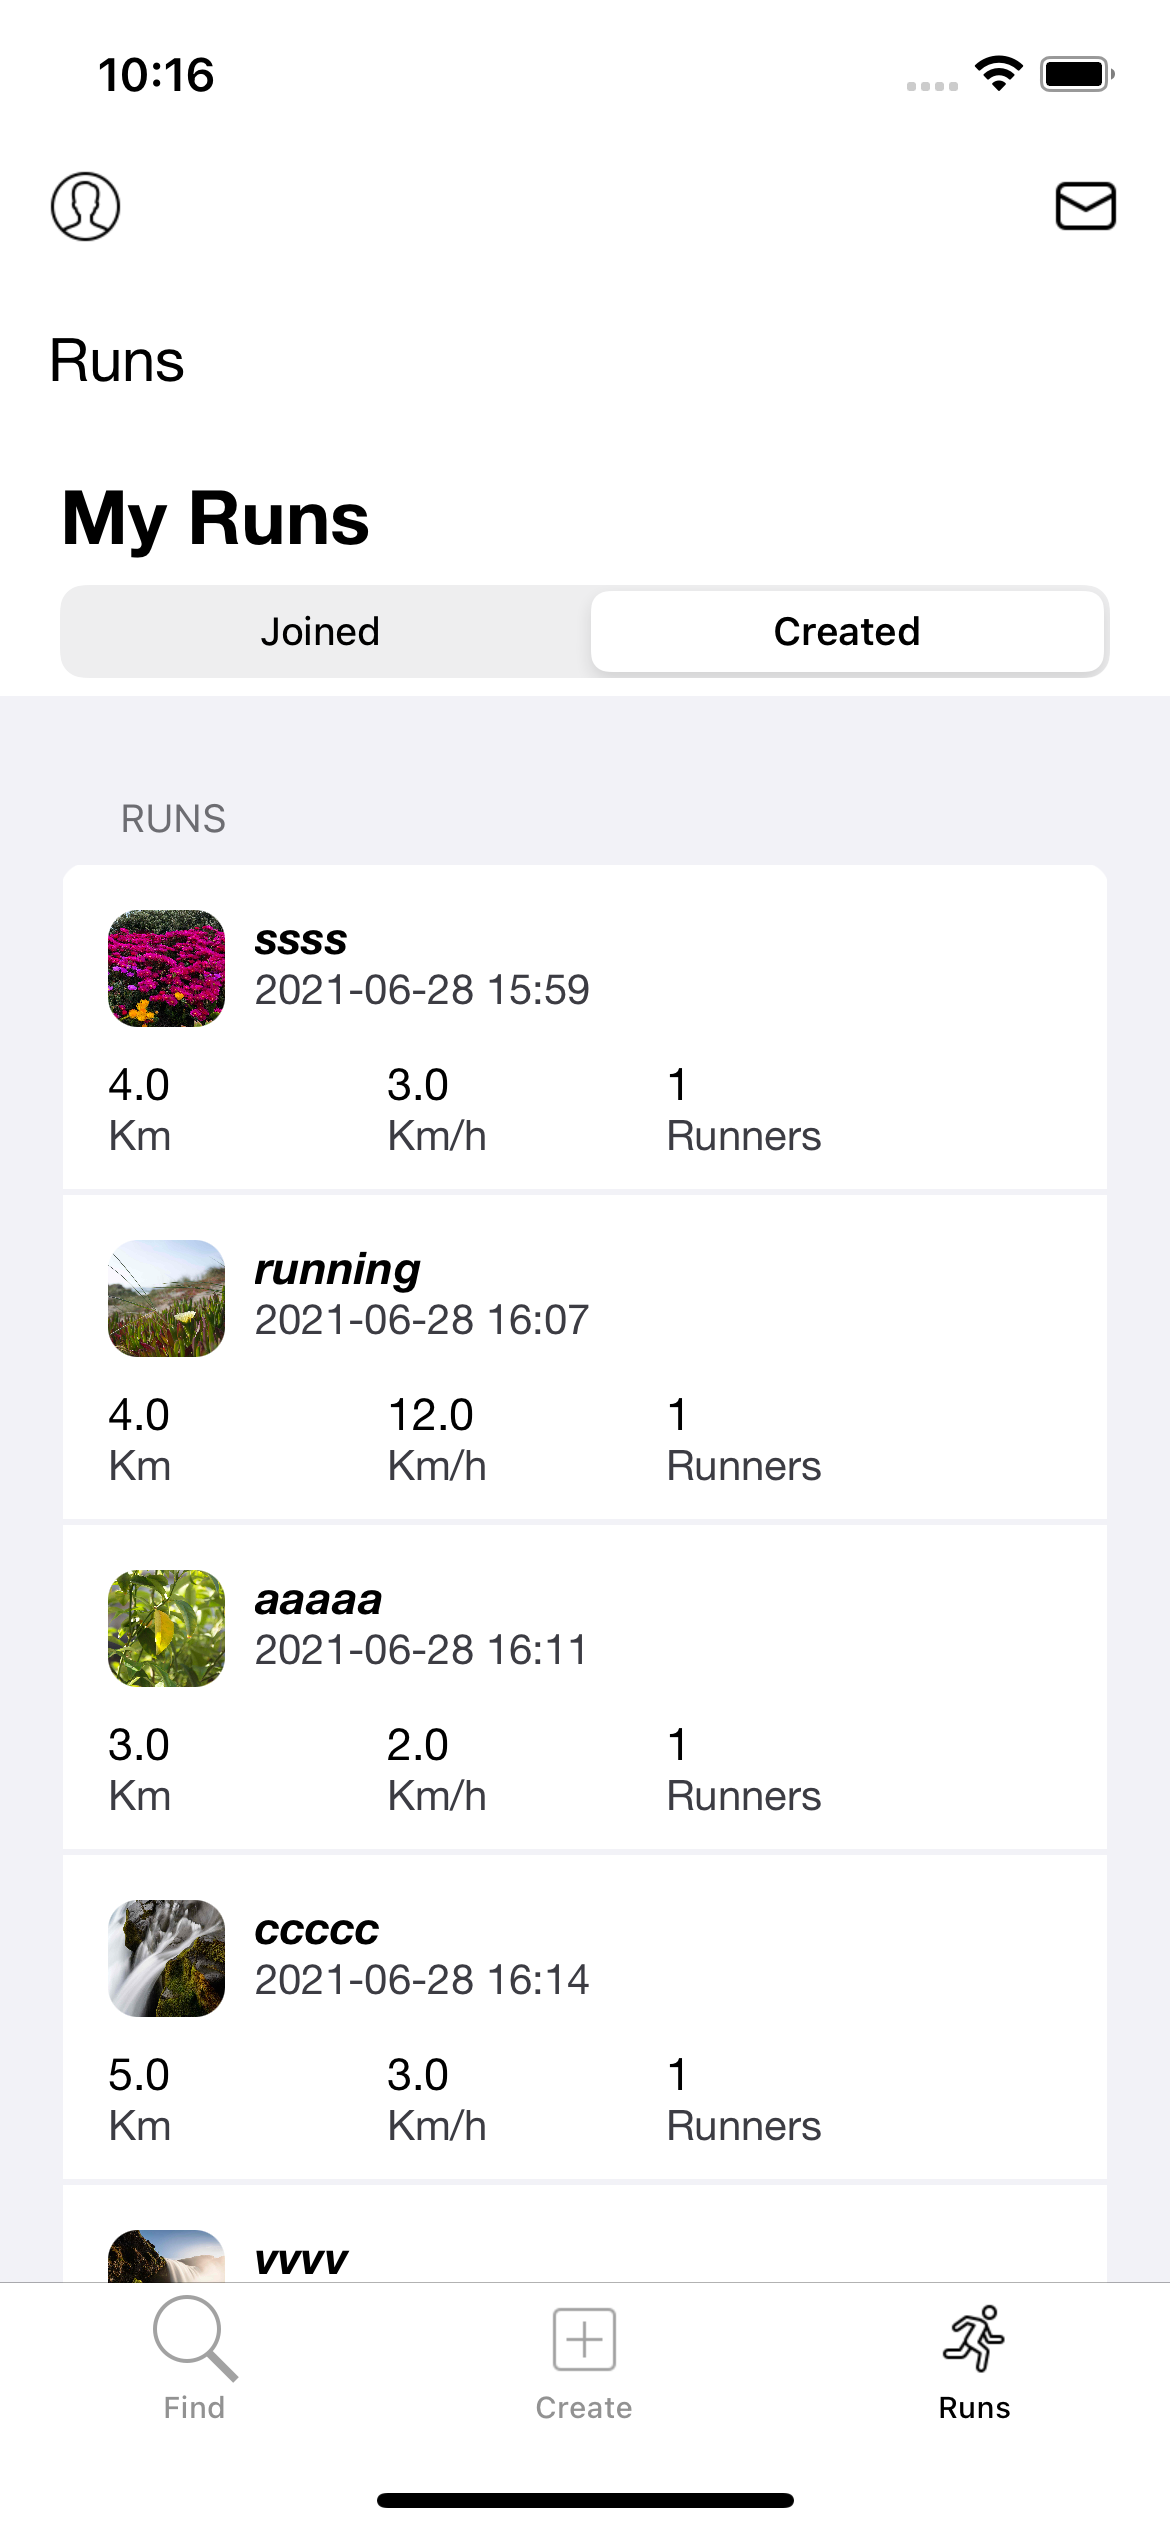 10:16
Runs
My Runs
Joined Created
RUNS
ssss
2021-06-28 15:59
4.0 3.0 1
Km Km/h Runners
running
2021-06-28 16:07
4.0 12.0 1
Km Km/h Runners
aaaaa
2021-06-28 16:11
3.0 2.0 1
Km Km/h Runners
ccccc
2021-06-28 16:14
5.0 3.0 1
Km Km/h Runners
vvvv
Find Create Runs